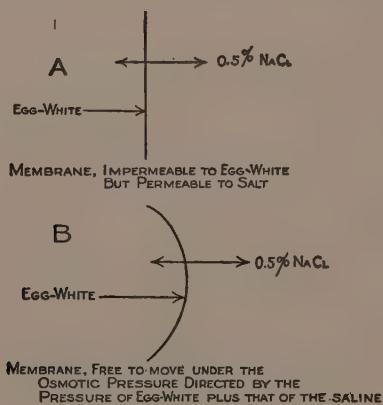 A
0.5% NaCl
Egg-White
Membrane, Impermeable to Egg-White
But Permeable to Salt
B
0.5% NaCl
Egg-White
Membrane, Free to Move Under the
Osmotic Pressure Directed by the
Pressure of Egg-White Plus That of the Saline